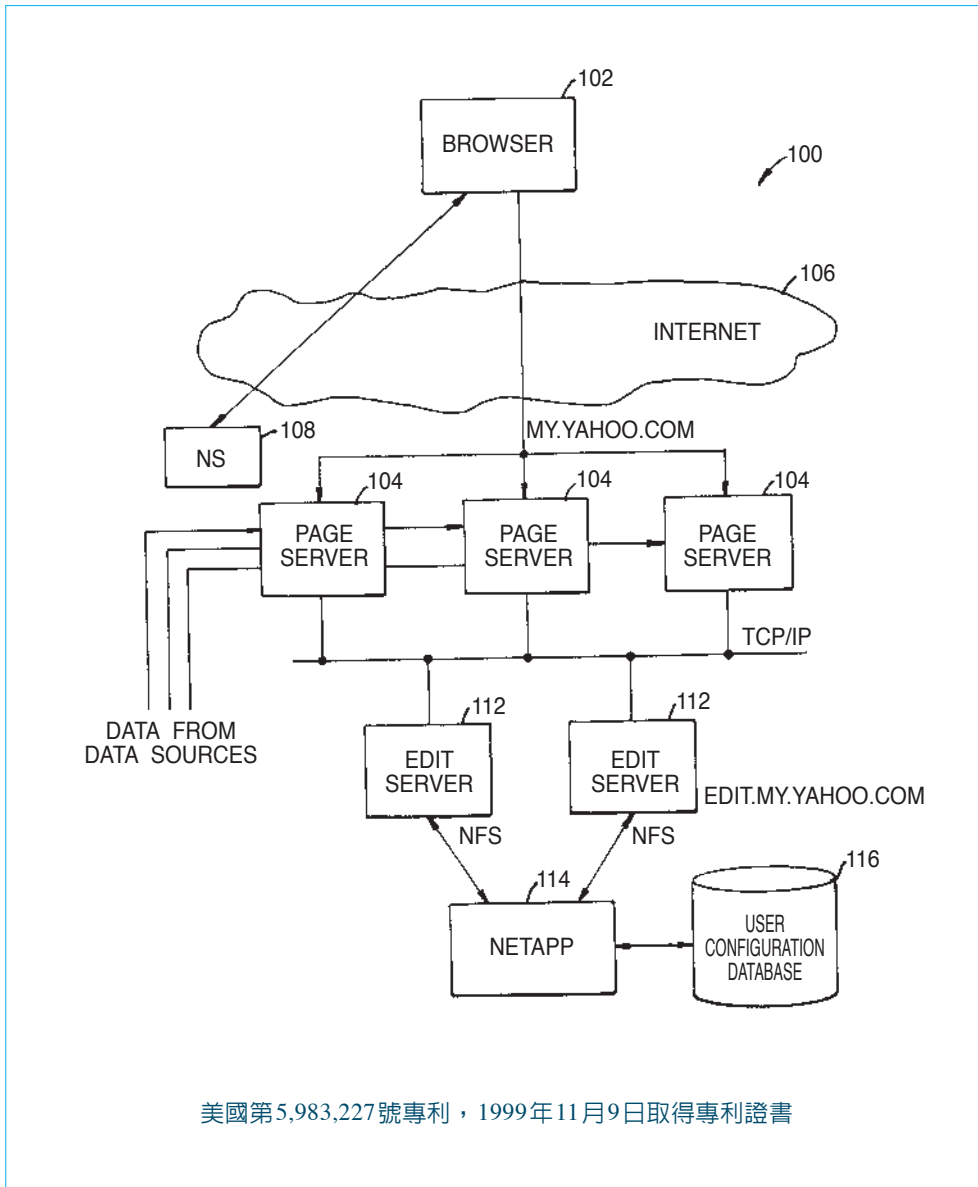 102
BROWSER
100
106
INTERNET
MY.YAHOO.COM
108
NS
104
104
104
PAGE
SERVER
PAGE
SERVER
PAGE
SERVER
TCP/IP
DATA FROM
DATA SOURCES
112
112
EDIT
SERVER
EDIT
SERVER
EDIT.MY.YAHOO.COM
NFS
NFS
114
116
NETAPP
USER
CONFIGURATION
DATABASE
美國第5,983,227號專利，1999年11月9日取得專利證書